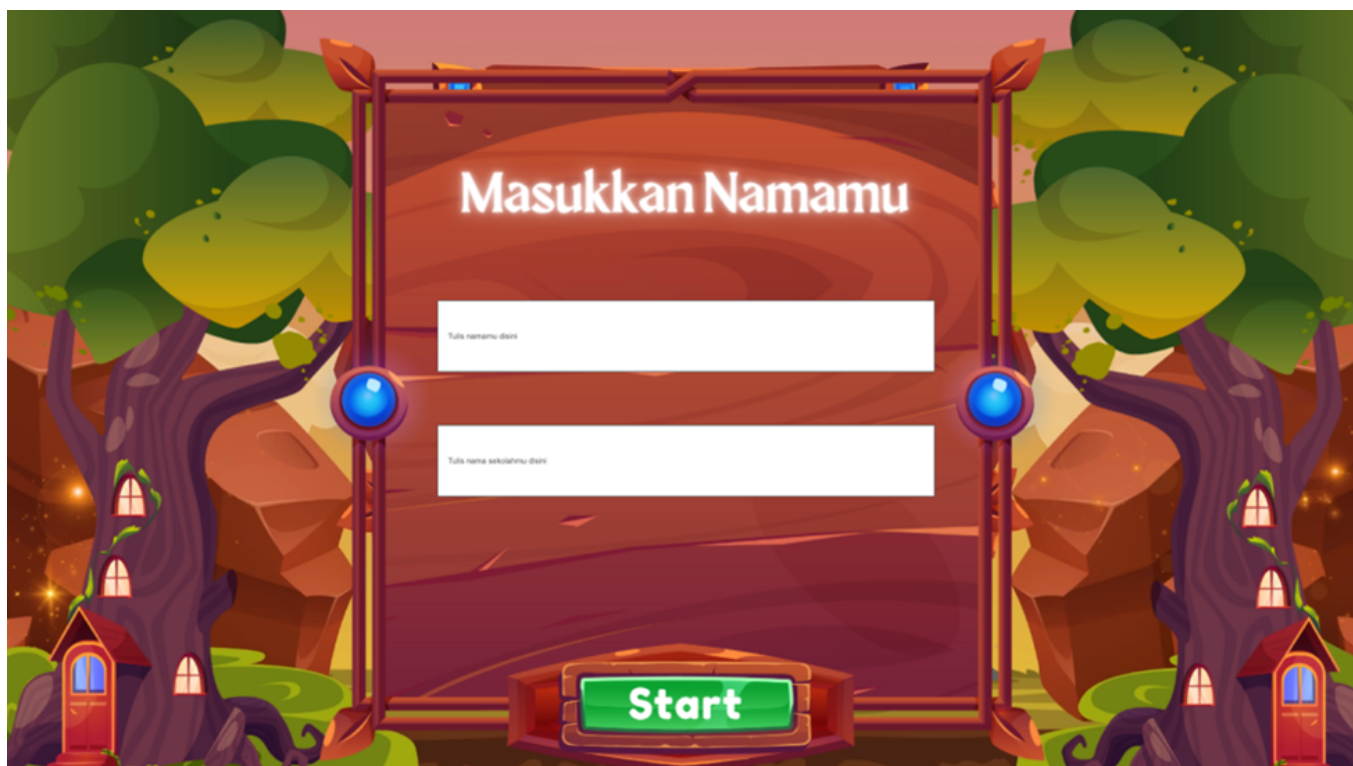 Masukkan Namamu
Tulis namamu disini
Tulis nama sekolahmu disini
Start